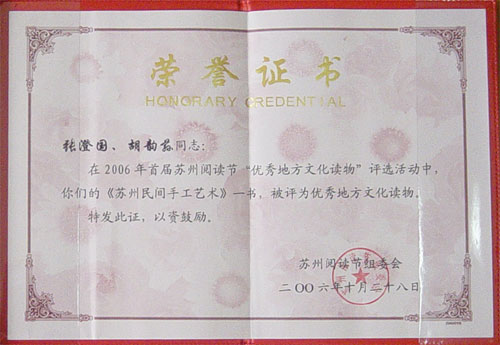 荣誉证书
HONORARY CREDENTIAL
张澄国、胡韵荪同志:
在2006年首届苏州阅读节“优秀地方文化读物”评选活动中,
你们的《苏州民间手工艺术》一书,被评为优秀地方文化读物。
特发此证,以资鼓励。
苏州阅读节组委会
二〇〇六年十月二十八日